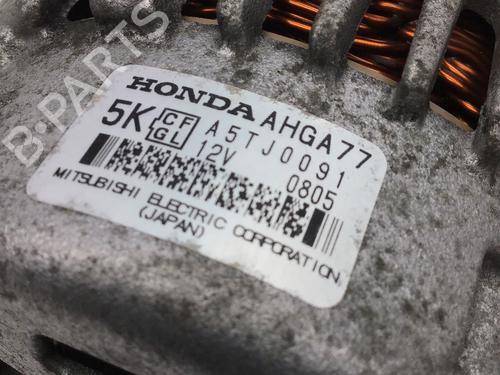 B-PARTS
HONDA AHGA77
5K CF GL A5TJ0091
12V 0805
MITSUBISHI ELECTRIC CORPORATION
(JAPAN)